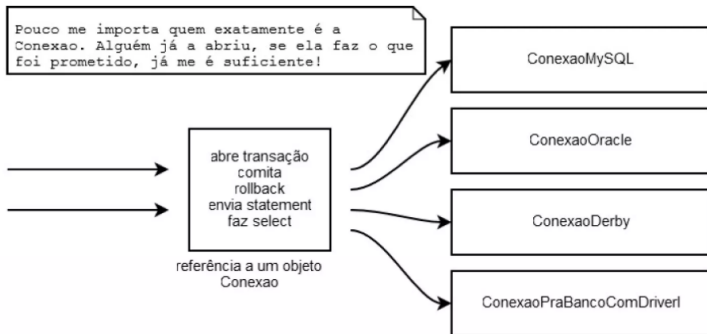 Pouco me importa quem exatamente é a
Conexao. Alguém já a abriu, se ela faz o que
foi prometido, já me é suficiente!
ConexaoMySQL
ConexaoOracle
abre transação
comita
rollback
envia statement
faz select
ConexaoDerby
referência a um objeto
Conexao
ConexaoPraBancoComDriverI